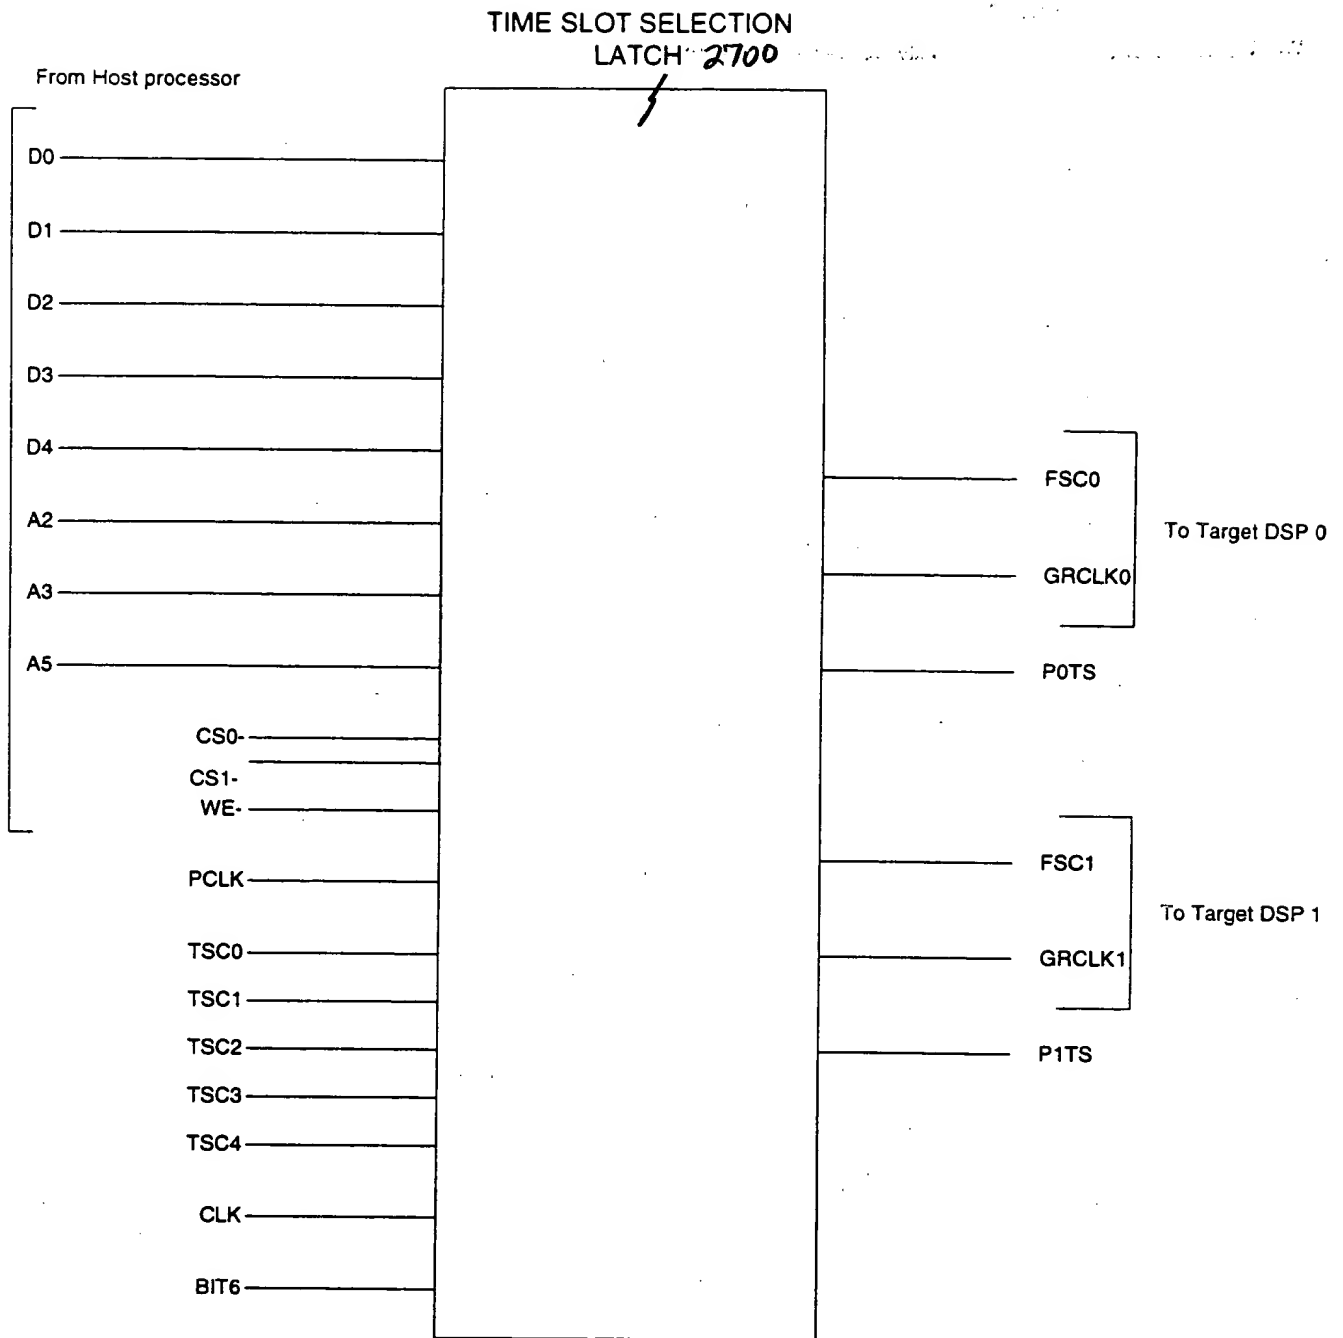 TIME SLOT SELECTION
LATCH 2700
From Host processor
D0
D1
D2
D3
D4
A2
A3
A5
CS0-
CS1-
WE-
PCLK
TSC0
TSC1
TSC2
TSC3
TSC4
CLK
BIT6
FSC0
GRCLK0
To Target DSP 0
P0TS
FSC1
GRCLK1
To Target DSP 1
P1TS